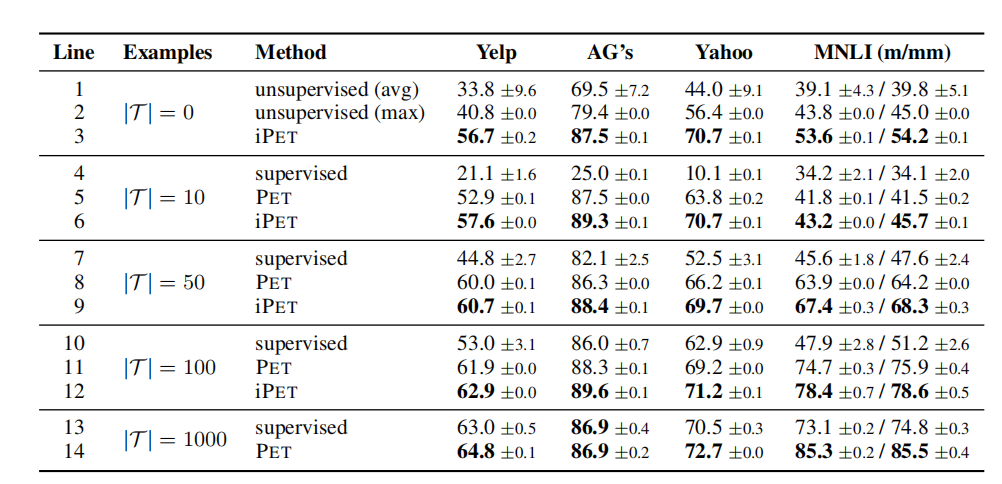 Line Examples Method Yelp AG's Yahoo MNLI (m/mm)
1 unsupervised (avg) 33.8 ±9.6 69.5 ±7.2 44.0 ±9.1 39.1 ±4.3 / 39.8 ±5.1
2 |𝒯| = 0 unsupervised (max) 40.8 ±0.0 79.4 ±0.0 56.4 ±0.0 43.8 ±0.0 / 45.0 ±0.0
3 iPET 56.7 ±0.2 87.5 ±0.1 70.7 ±0.1 53.6 ±0.1 / 54.2 ±0.1
4 supervised 21.1 ±1.6 25.0 ±0.1 10.1 ±0.1 34.2 ±2.1 / 34.1 ±2.0
5 |𝒯| = 10 PET 52.9 ±0.1 87.5 ±0.0 63.8 ±0.2 41.8 ±0.1 / 41.5 ±0.2
6 iPET 57.6 ±0.0 89.3 ±0.1 70.7 ±0.1 43.2 ±0.0 / 45.7 ±0.1
7 supervised 44.8 ±2.7 82.1 ±2.5 52.5 ±3.1 45.6 ±1.8 / 47.6 ±2.4
8 |𝒯| = 50 PET 60.0 ±0.1 86.3 ±0.0 66.2 ±0.1 63.9 ±0.0 / 64.2 ±0.0
9 iPET 60.7 ±0.1 88.4 ±0.1 69.7 ±0.0 67.4 ±0.3 / 68.3 ±0.3
10 supervised 53.0 ±3.1 86.0 ±0.7 62.9 ±0.9 47.9 ±2.8 / 51.2 ±2.6
11 |𝒯| = 100 PET 61.9 ±0.0 88.3 ±0.1 69.2 ±0.0 74.7 ±0.3 / 75.9 ±0.4
12 iPET 62.9 ±0.0 89.6 ±0.1 71.2 ±0.1 78.4 ±0.7 / 78.6 ±0.5
13 supervised 63.0 ±0.5 86.9 ±0.4 70.5 ±0.3 73.1 ±0.2 / 74.8 ±0.3
14 |𝒯| = 1000 PET 64.8 ±0.1 86.9 ±0.2 72.7 ±0.0 85.3 ±0.2 / 85.5 ±0.4